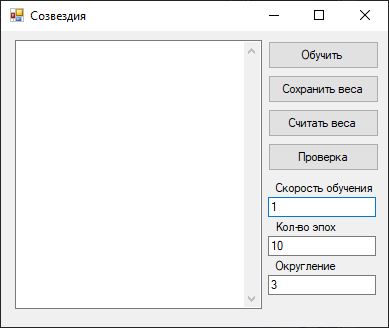 Созвездия
Обучить
Сохранить веса
Считать веса
Проверка
Скорость обучения
1
Кол-во эпох
10
Округление
3